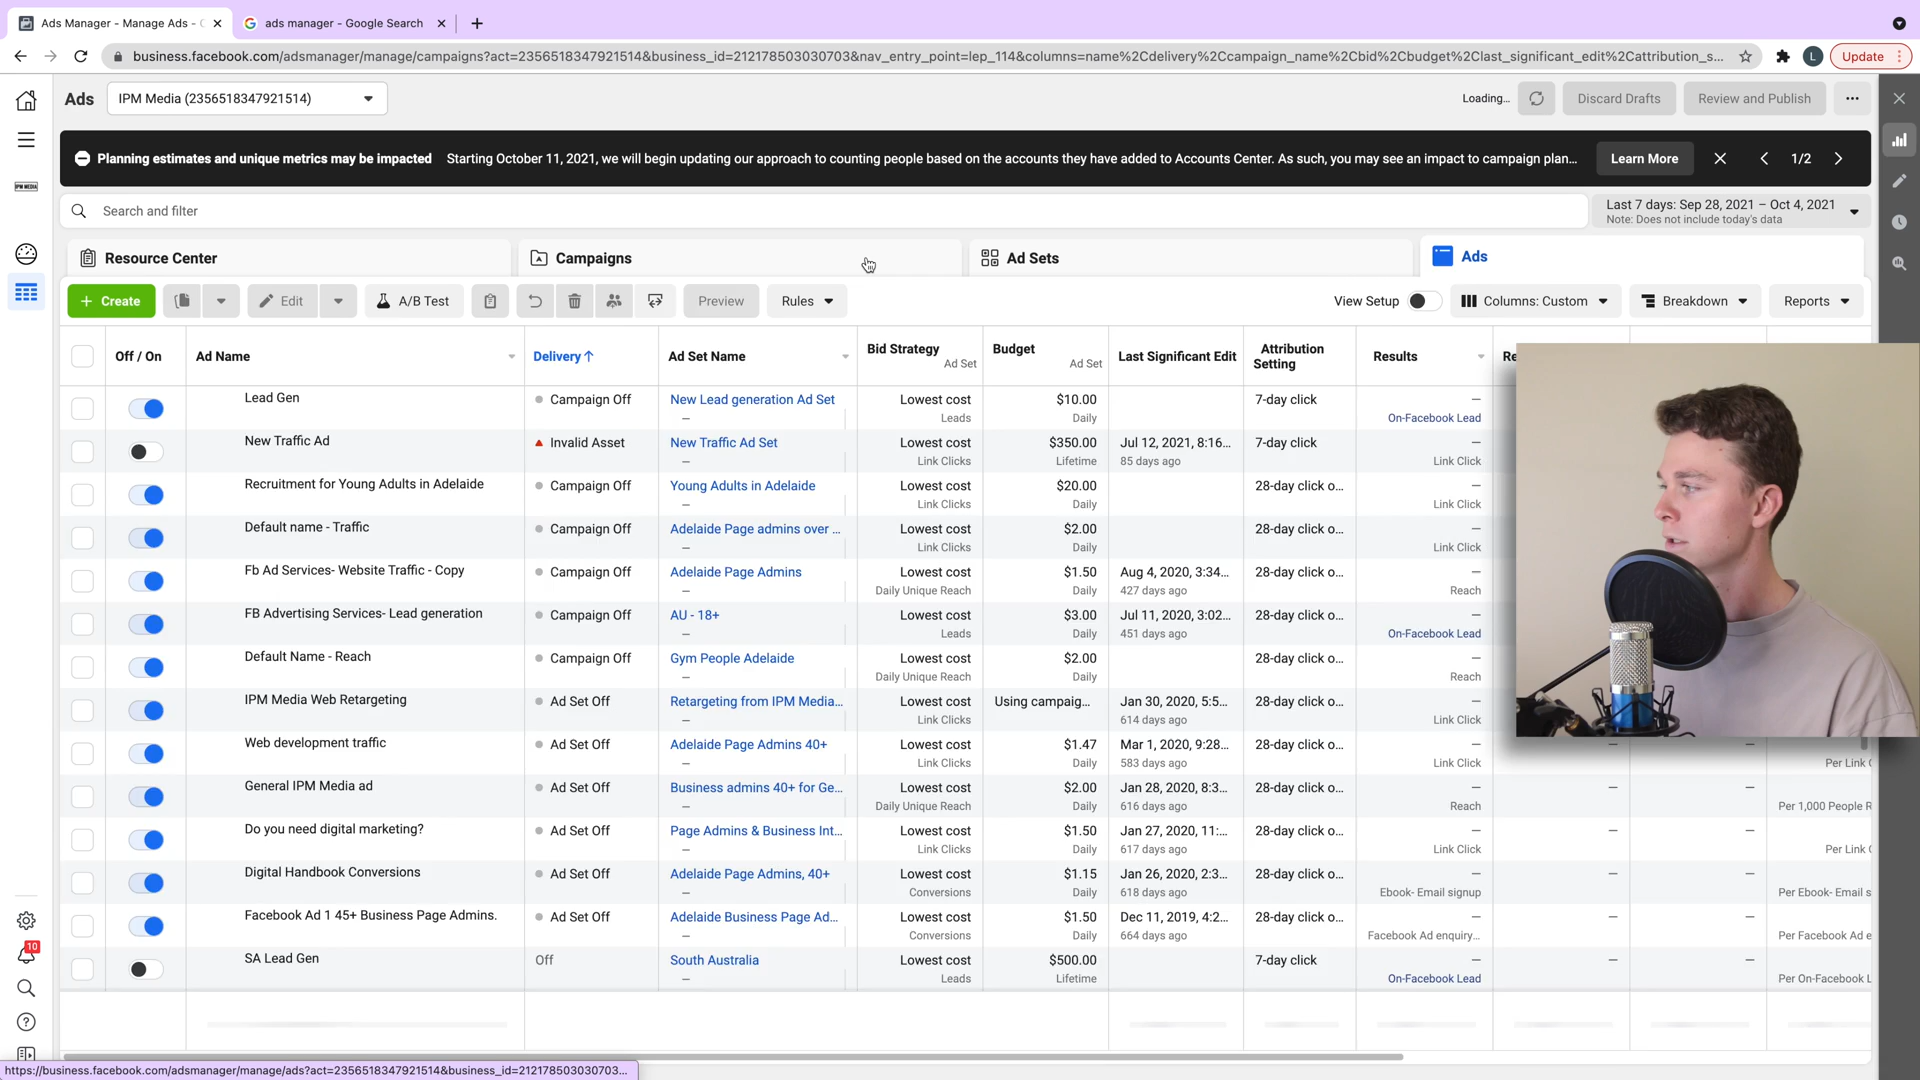 Ads Manager - Manage Ads - C
ads manager - Google Search
business.facebook.com/adsmanager/manage/campaigns?act=2356518347921514&business_id=212178503030703&nav_entry_point=lep_114&columns=name%2Cdelivery%2Ccampaign_name%2Cbid%2Cbudget%2Clast_significant_edit%2Cattribution_s...
L
Update
Ads
IPM Media (2356518347921514)
Loading...
Discard Drafts
Review and Publish
Planning estimates and unique metrics may be impacted Starting October 11, 2021, we will begin updating our approach to counting people based on the accounts they have added to Accounts Center. As such, you may see an impact to campaign plan...
Learn More
1/2
IPM MEDIA
Search and filter
Last 7 days: Sep 28, 2021 – Oct 4, 2021
Note: Does not include today's data
Resource Center
Campaigns
Ad Sets
Ads
+ Create
Edit
A/B Test
Preview
Rules
View Setup
Columns: Custom
Breakdown
Reports
Off / On
Ad Name
Delivery↑
Ad Set Name
Bid Strategy
Ad Set
Budget
Ad Set
Last Significant Edit
Attribution
Setting
Results
Re
Lead Gen Campaign Off New Lead generation Ad Set Lowest cost $10.00 7-day click —
— Leads Daily On-Facebook Lead
New Traffic Ad Invalid Asset New Traffic Ad Set Lowest cost $350.00 Jul 12, 2021, 8:16... 7-day click —
— Link Clicks Lifetime 85 days ago Link Click
Recruitment for Young Adults in Adelaide Campaign Off Young Adults in Adelaide Lowest cost $20.00 28-day click o... —
— Link Clicks Daily Link Click
Default name - Traffic Campaign Off Adelaide Page admins over ... Lowest cost $2.00 28-day click o... —
— Link Clicks Daily Link Click
Fb Ad Services- Website Traffic - Copy Campaign Off Adelaide Page Admins Lowest cost $1.50 Aug 4, 2020, 3:34... 28-day click o... —
— Daily Unique Reach Daily 427 days ago Reach
FB Advertising Services- Lead generation Campaign Off AU - 18+ Lowest cost $3.00 Jul 11, 2020, 3:02... 28-day click o... —
— Leads Daily 451 days ago On-Facebook Lead
Default Name - Reach Campaign Off Gym People Adelaide Lowest cost $2.00 28-day click o... —
— Daily Unique Reach Daily Reach
IPM Media Web Retargeting Ad Set Off Retargeting from IPM Media... Lowest cost Using campaig... Jan 30, 2020, 5:5... 28-day click o... —
— Link Clicks 614 days ago Link Click
Web development traffic Ad Set Off Adelaide Page Admins 40+ Lowest cost $1.47 Mar 1, 2020, 9:28... 28-day click o... — — —
— Link Clicks Daily 583 days ago Link Click Per Link C
General IPM Media ad Ad Set Off Business admins 40+ for Ge... Lowest cost $2.00 Jan 28, 2020, 8:3... 28-day click o... — — —
— Daily Unique Reach Daily 616 days ago Reach Per 1,000 People R
Do you need digital marketing? Ad Set Off Page Admins & Business Int... Lowest cost $1.50 Jan 27, 2020, 11:... 28-day click o... — — —
— Link Clicks Daily 617 days ago Link Click Per Link C
Digital Handbook Conversions Ad Set Off Adelaide Page Admins, 40+ Lowest cost $1.15 Jan 26, 2020, 2:3... 28-day click o... — — —
— Conversions Daily 618 days ago Ebook- Email signup Per Ebook- Email s
Facebook Ad 1 45+ Business Page Admins. Ad Set Off Adelaide Business Page Ad... Lowest cost $1.50 Dec 11, 2019, 4:2... 28-day click o... — — —
— Conversions Daily 664 days ago Facebook Ad enquiry... Per Facebook Ad e
SA Lead Gen Off South Australia Lowest cost $500.00 7-day click — — —
— Leads Lifetime On-Facebook Lead Per On-Facebook L
10
https://business.facebook.com/adsmanager/manage/ads?act=2356518347921514&business_id=212178503030703...